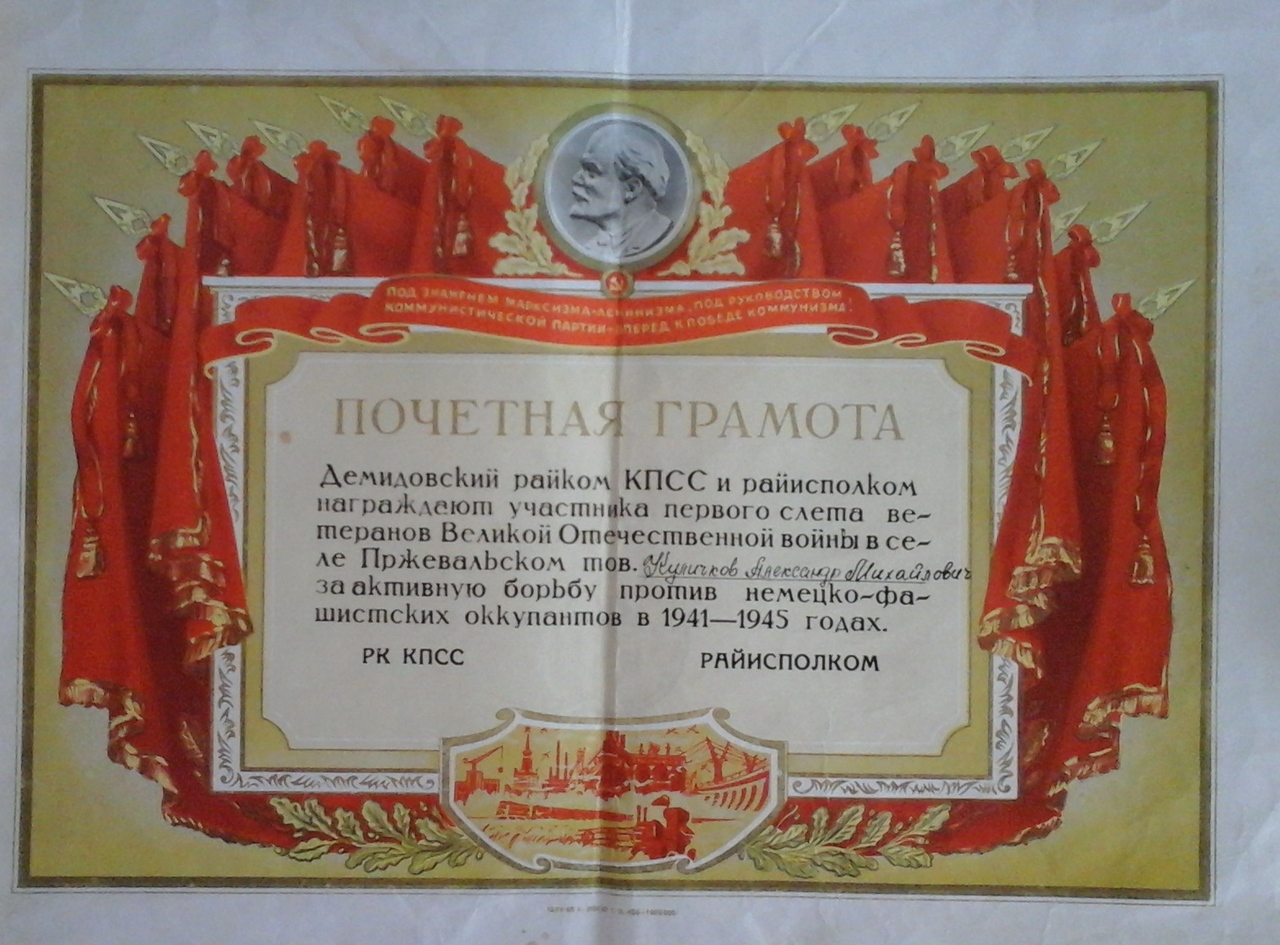 ПОД ЗНАМЕНЕМ МАРКСИЗМА-ЛЕНИНИЗМА, ПОД РУКОВОДСТВОМ
КОММУНИСТИЧЕСКОЙ ПАРТИИ - ВПЕРЕД К ПОБЕДЕ КОММУНИЗМА!
ПОЧЕТНАЯ ГРАМОТА
Демидовский райком КПСС и райисполком
награждают участника первого слета ве-
теранов Великой Отечественной войны в се-
ле Пржевальском тов. Куличков Александр Михайлович
за активную борьбу против немецко-фа-
шистских оккупантов в 1941—1945 годах.
РК КПСС РАЙИСПОЛКОМ